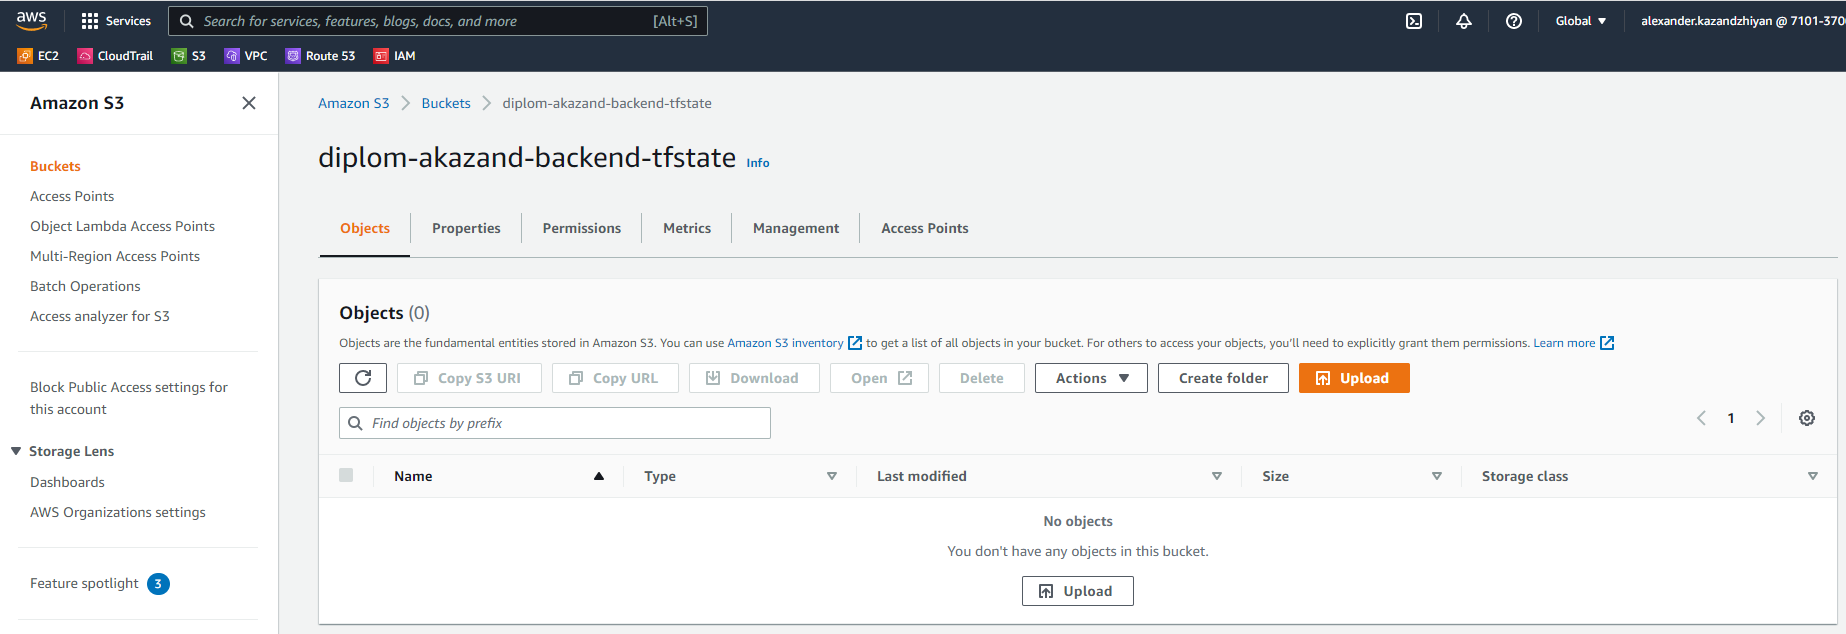 aws
Services
Search for services, features, blogs, docs, and more [Alt+S]
Global
alexander.kazandzhiyan @ 7101-370
EC2 CloudTrail S3 VPC Route 53 IAM
Amazon S3
Buckets
Access Points
Object Lambda Access Points
Multi-Region Access Points
Batch Operations
Access analyzer for S3
Block Public Access settings for
this account
Storage Lens
Dashboards
AWS Organizations settings
Feature spotlight 3
Amazon S3 Buckets diplom-akazand-backend-tfstate
diplom-akazand-backend-tfstate Info
Objects Properties Permissions Metrics Management Access Points
Objects (0)
Objects are the fundamental entities stored in Amazon S3. You can use Amazon S3 inventory to get a list of all objects in your bucket. For others to access your objects, you'll need to explicitly grant them permissions. Learn more
Copy S3 URI Copy URL Download Open Delete Actions Create folder Upload
Find objects by prefix
1
Name Type Last modified Size Storage class
No objects
You don't have any objects in this bucket.
Upload